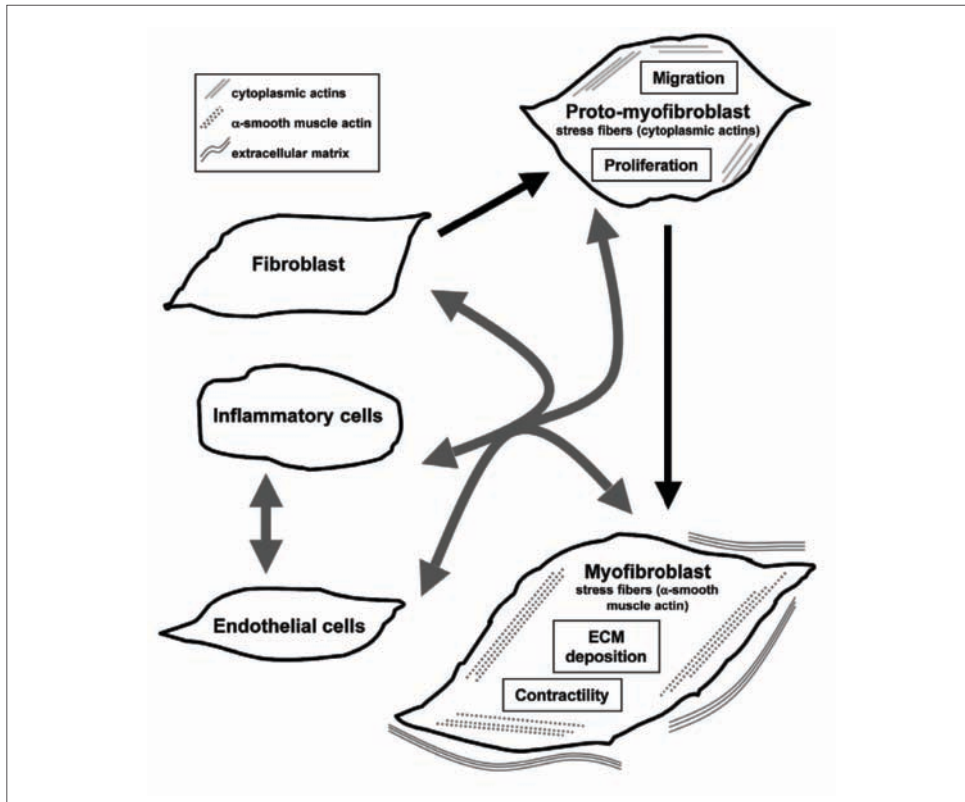 cytoplasmic actins
α-smooth muscle actin
extracellular matrix
Migration
Proto-myofibroblast
stress fibers (cytoplasmic actins)
Proliferation
Fibroblast
Inflammatory cells
Endothelial cells
Myofibroblast
stress fibers (α-smooth
muscle actin)
ECM
deposition
Contractility